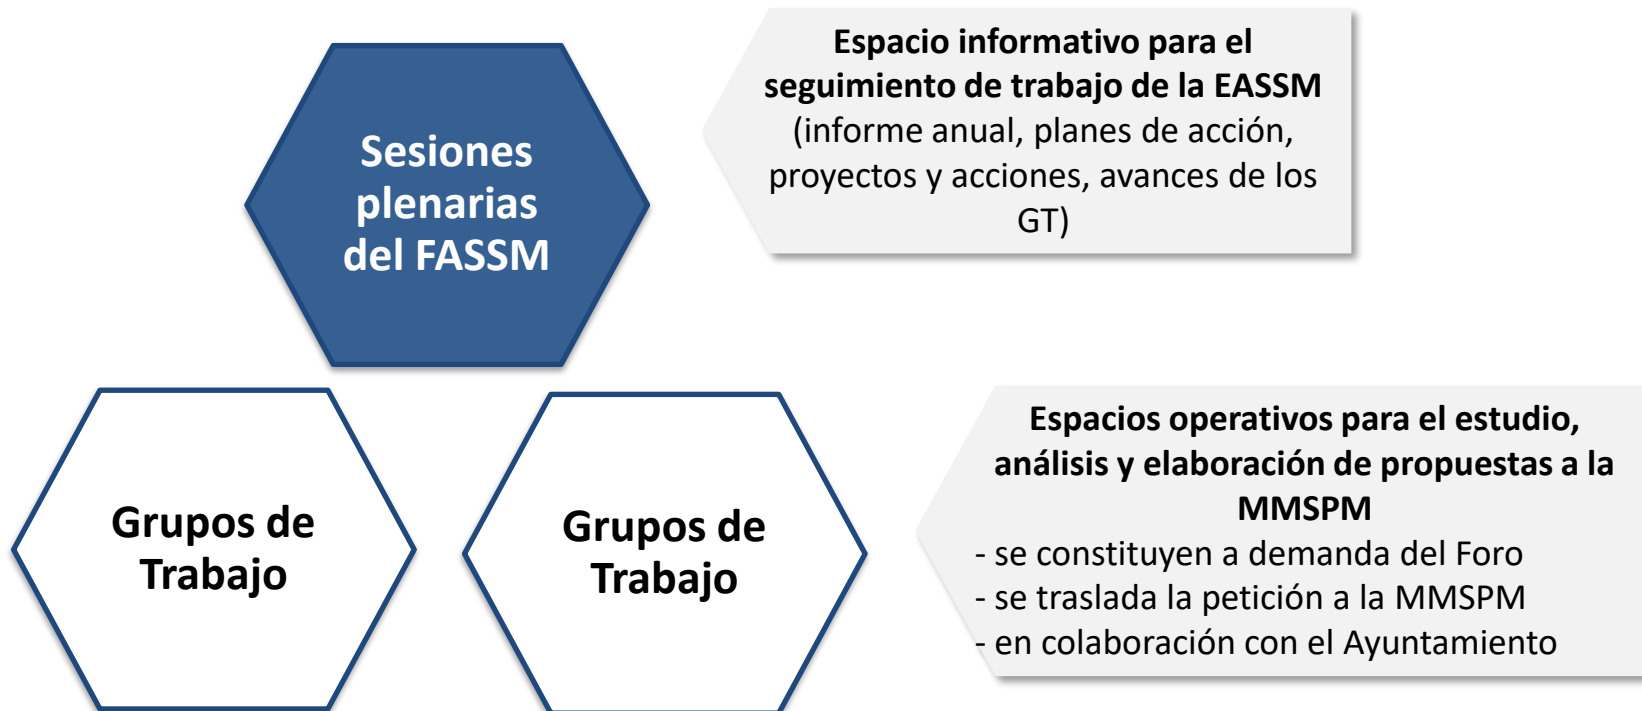 Sesiones
plenarias
del FASSM
Espacio informativo para el
seguimiento de trabajo de la EASSM
(informe anual, planes de acción,
proyectos y acciones, avances de los
GT)
Grupos de
Trabajo
Grupos de
Trabajo
Espacios operativos para el estudio,
análisis y elaboración de propuestas a la
MMSPM
- se constituyen a demanda del Foro
- se traslada la petición a la MMSPM
- en colaboración con el Ayuntamiento